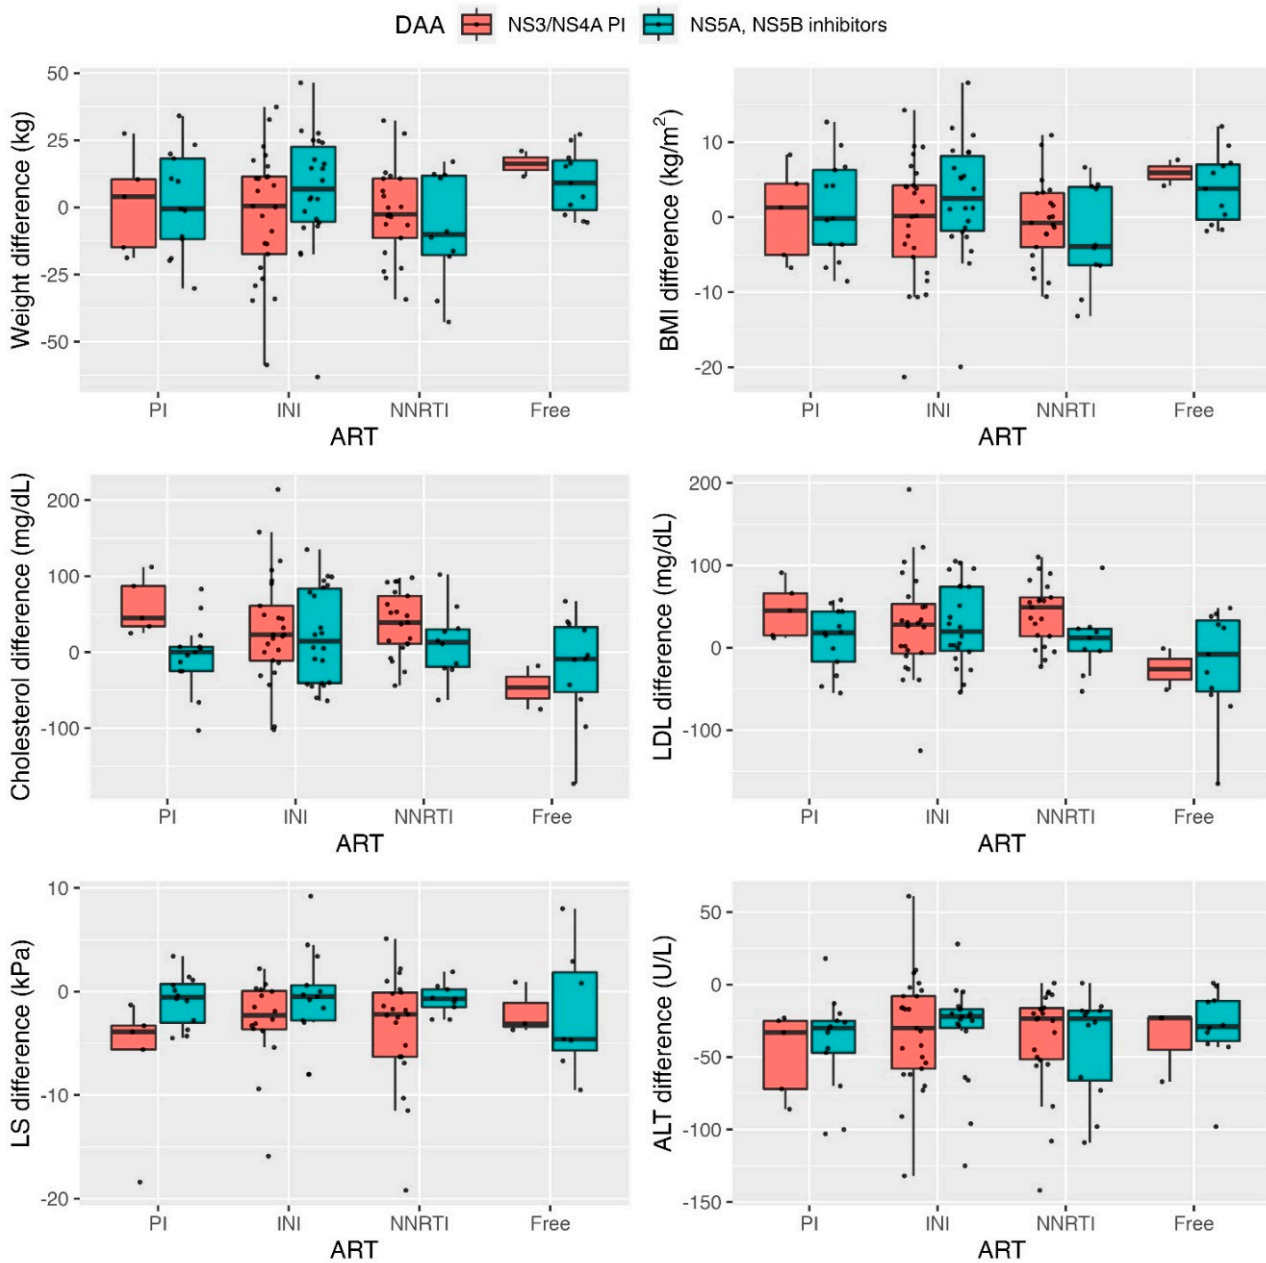 DAA NS3/NS4A PI NS5A, NS5B inhibitors
Weight difference (kg)
50
25
0
-25
-50
PI INI NNRTI Free
ART
BMI difference (kg/m²)
10
0
-10
-20
PI INI NNRTI Free
ART
Cholesterol difference (mg/dL)
200
100
0
-100
PI INI NNRTI Free
ART
LDL difference (mg/dL)
200
100
0
-100
PI INI NNRTI Free
ART
LS difference (kPa)
10
0
-10
-20
PI INI NNRTI Free
ART
ALT difference (U/L)
50
0
-50
-100
-150
PI INI NNRTI Free
ART